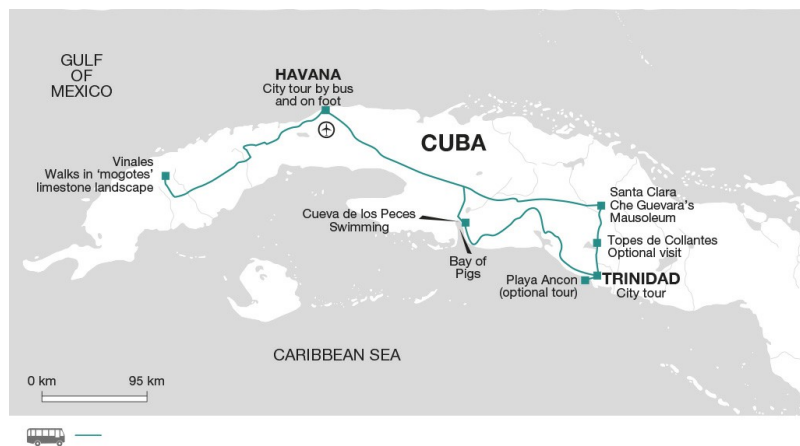 GULF
OF
MEXICO
HAVANA
City tour by bus
and on foot
CUBA
Vinales
Walks in ‘mogotes’
limestone landscape
Santa Clara
Che Guevara’s
Mausoleum
Cueva de los Peces
Swimming
Topes de Collantes
Optional visit
Bay of
Pigs
Playa Ancon
(optional tour)
TRINIDAD
City tour
CARIBBEAN SEA
0 km
95 km